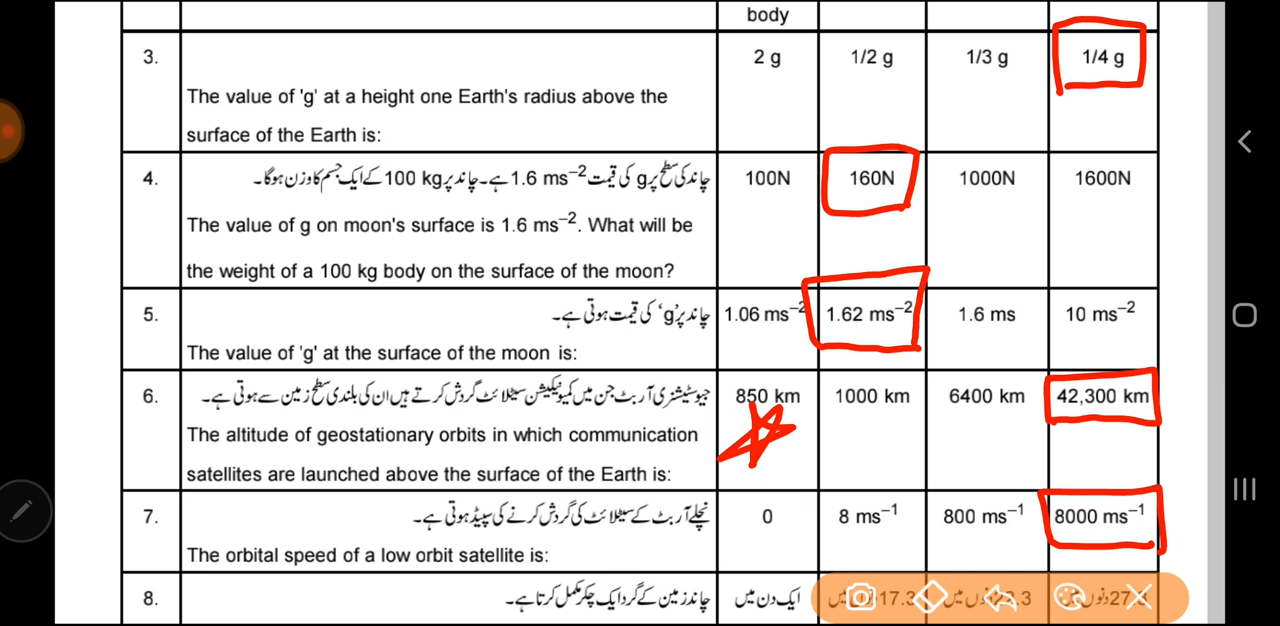 body
3. 2 g 1/2 g 1/3 g 1/4 g
The value of 'g' at a height one Earth's radius above the
surface of the Earth is:
4. چاند کی سطح پر g کی قیمت 1.6 ms⁻² ہے۔ چاند پر 100 kg کے ایک جسم کا وزن ہوگا۔ 100N 160N 1000N 1600N
The value of g on moon's surface is 1.6 ms⁻². What will be
the weight of a 100 kg body on the surface of the moon?
5. چاند پر 'g' کی قیمت ہوتی ہے۔ 1.06 ms⁻² 1.62 ms⁻² 1.6 ms 10 ms⁻²
The value of 'g' at the surface of the moon is:
6. جیوسٹیشنری آربٹ جن میں کمیونیکیشن سیٹلائٹ گردش کرتے ہیں ان کی بلندی سطح زمین سے ہوتی ہے۔ 850 km 1000 km 6400 km 42,300 km
The altitude of geostationary orbits in which communication
satellites are launched above the surface of the Earth is:
7. نچلے آربٹ کے سیٹلائٹ کی گردش کرنے کی سپیڈ ہوتی ہے۔ 0 8 ms⁻¹ 800 ms⁻¹ 8000 ms⁻¹
The orbital speed of a low orbit satellite is:
8. چاند زمین کے گرد ایک چکر مکمل کرتا ہے۔ ایک دن میں 17.3